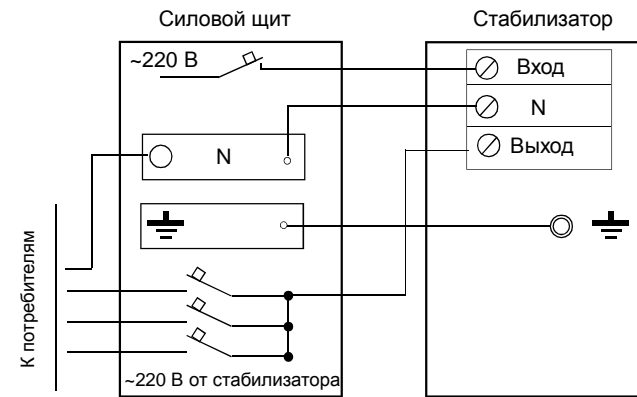 Силовой щит
Стабилизатор
~220 В
Вход
N
Выход
N
К потребителям
~220 В от стабилизатора